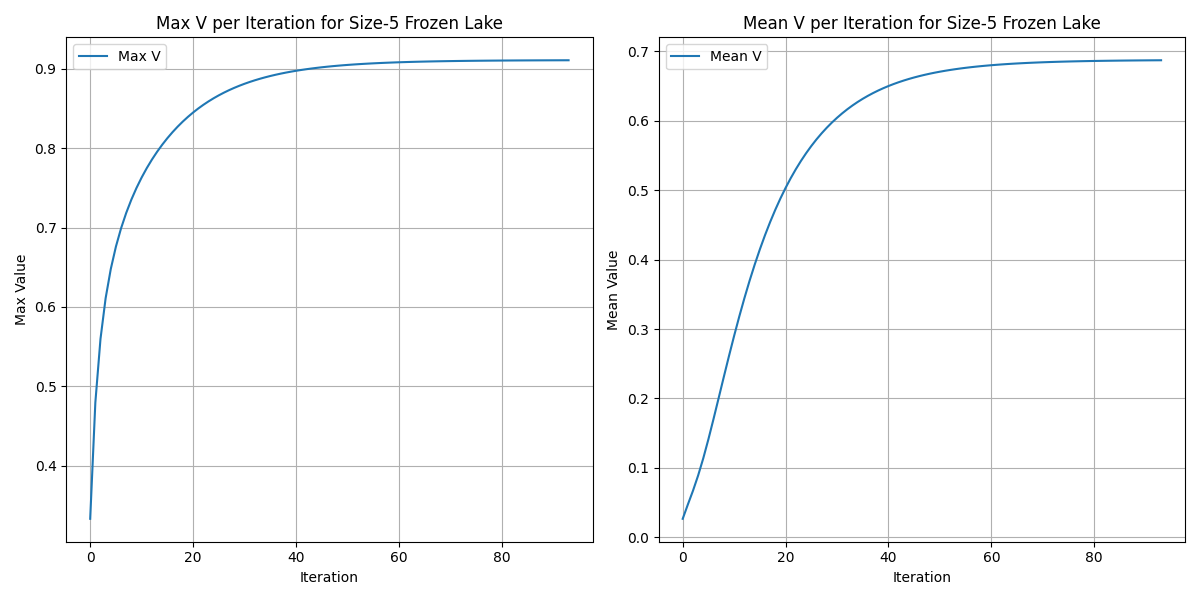 Max V per Iteration for Size-5 Frozen Lake
Max V
0.9
0.8
0.7
0.6
0.5
0.4
Max Value
0 20 40 60 80
Iteration
Mean V per Iteration for Size-5 Frozen Lake
Mean V
0.7
0.6
0.5
0.4
0.3
0.2
0.1
0.0
Mean Value
0 20 40 60 80
Iteration